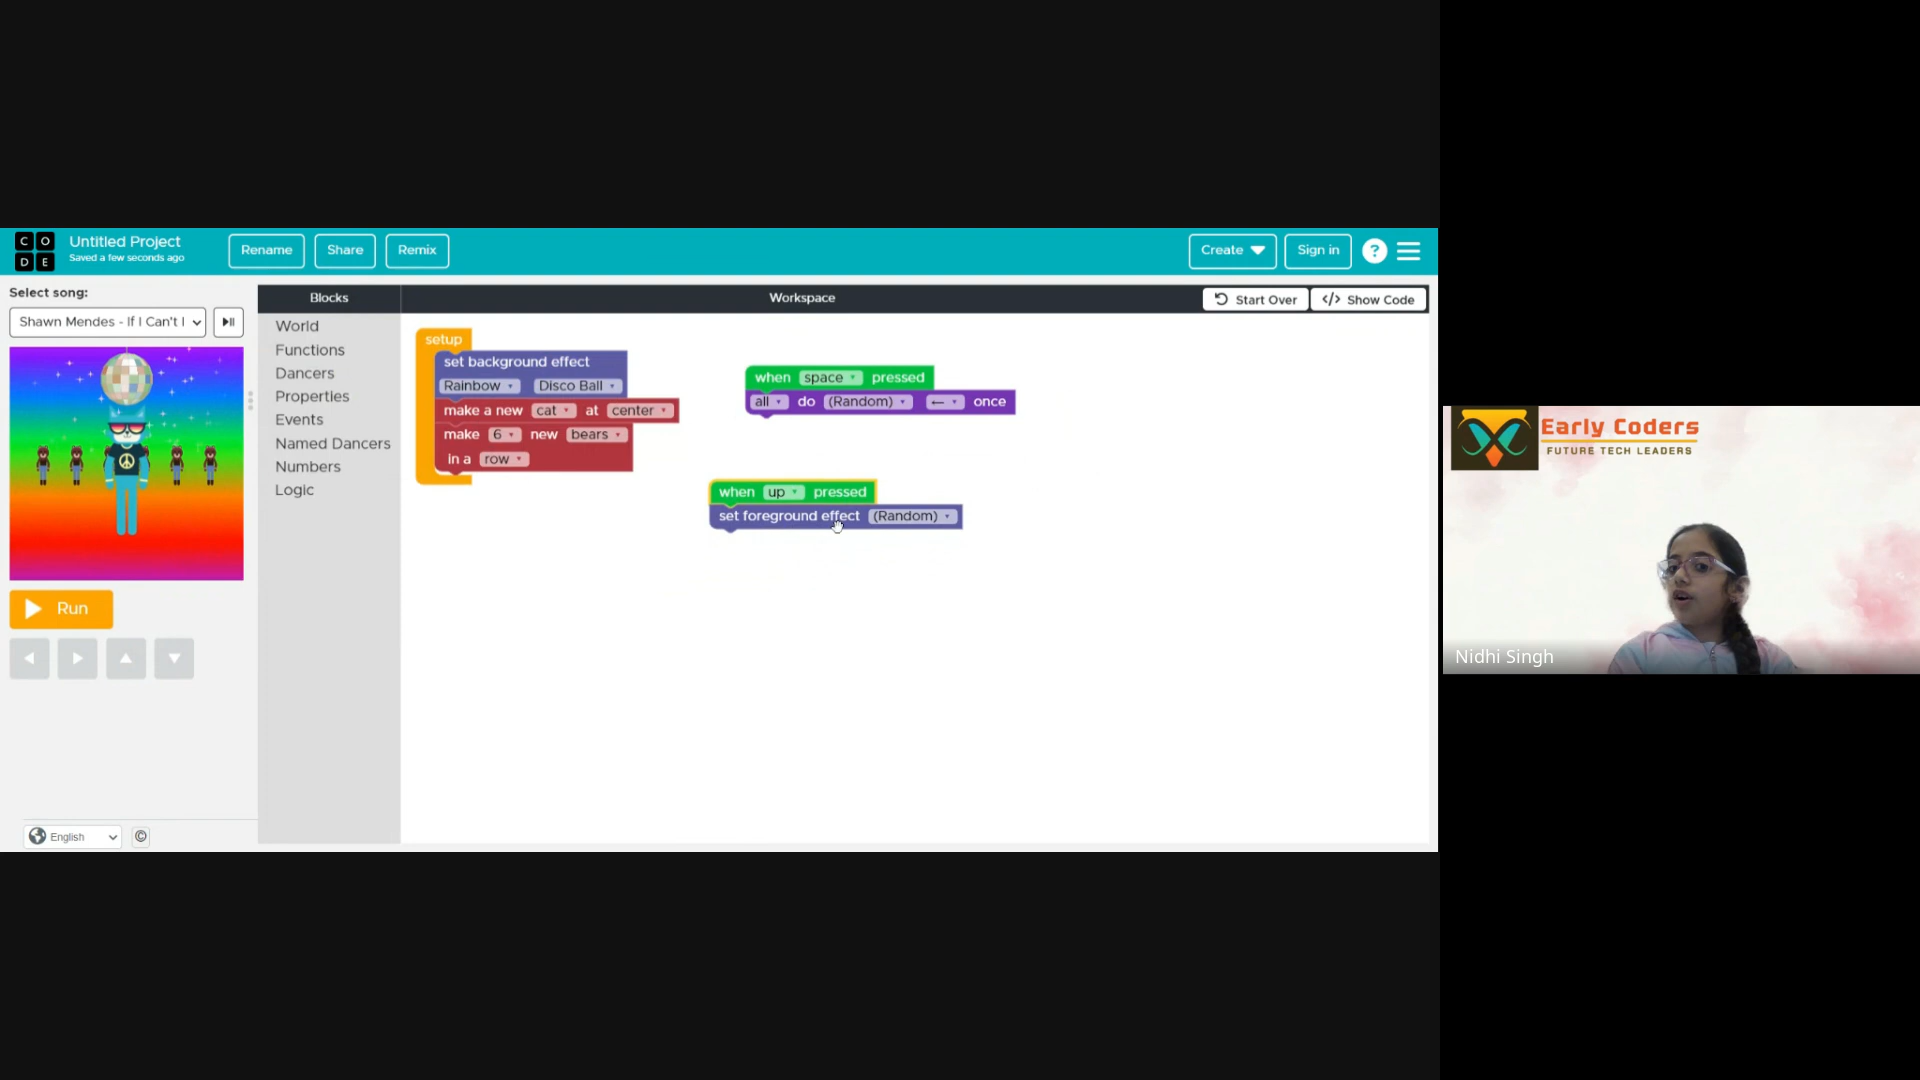 C O
D E
Untitled Project
Saved a few seconds ago
Rename
Share
Remix
Create
Sign in
?
Select song:
Shawn Mendes - If I Can't I
Blocks
Workspace
Start Over
</> Show Code
World
Functions
Dancers
Properties
Events
Named Dancers
Numbers
Logic
setup
set background effect
Rainbow Disco Ball
make a new cat at center
make 6 new bears
in a row
when space pressed
all do (Random) ← once
when up pressed
set foreground effect (Random)
Run
English
©
Early Coders
FUTURE TECH LEADERS
Nidhi Singh